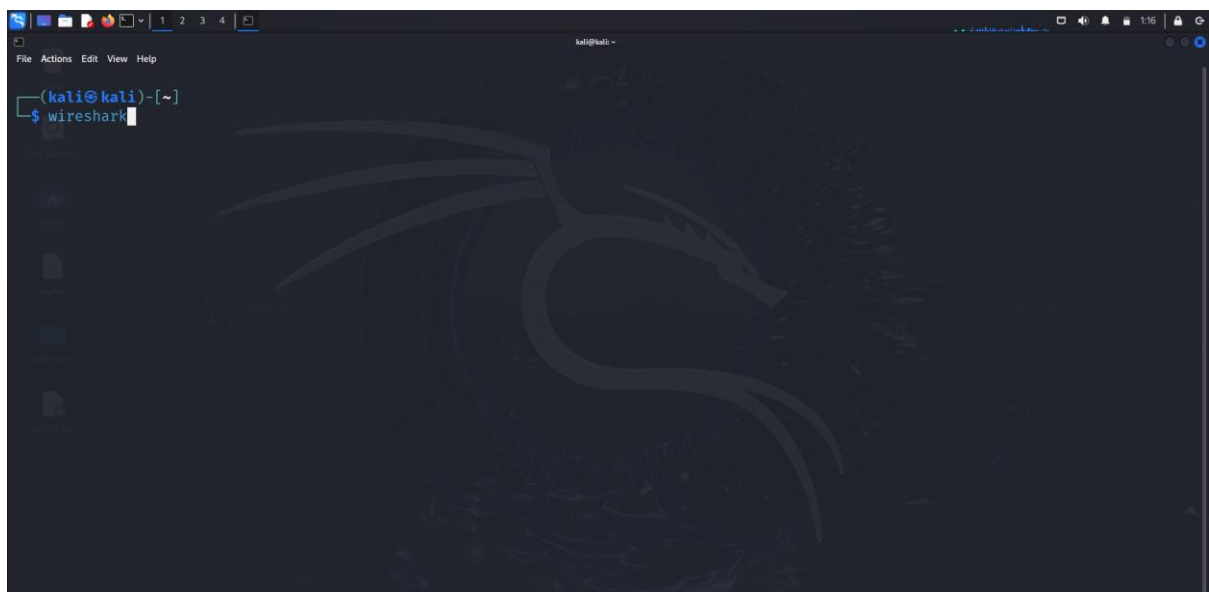 1 2 3 4
1:16
kali@kali: ~
File Actions Edit View Help
┌──(kali㉿kali)-[~]
└─$ wireshark